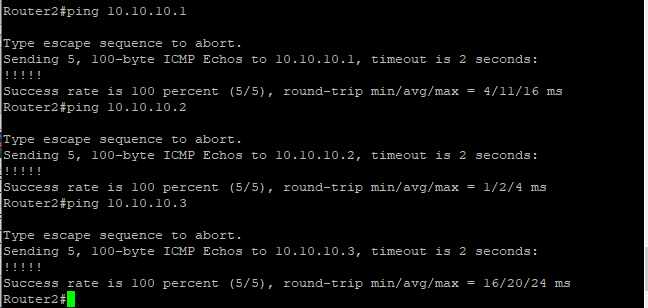 Router2#ping 10.10.10.1
Type escape sequence to abort.
Sending 5, 100-byte ICMP Echos to 10.10.10.1, timeout is 2 seconds:
!!!!!
Success rate is 100 percent (5/5), round-trip min/avg/max = 4/11/16 ms
Router2#ping 10.10.10.2
Type escape sequence to abort.
Sending 5, 100-byte ICMP Echos to 10.10.10.2, timeout is 2 seconds:
!!!!!
Success rate is 100 percent (5/5), round-trip min/avg/max = 1/2/4 ms
Router2#ping 10.10.10.3
Type escape sequence to abort.
Sending 5, 100-byte ICMP Echos to 10.10.10.3, timeout is 2 seconds:
!!!!!
Success rate is 100 percent (5/5), round-trip min/avg/max = 16/20/24 ms
Router2#